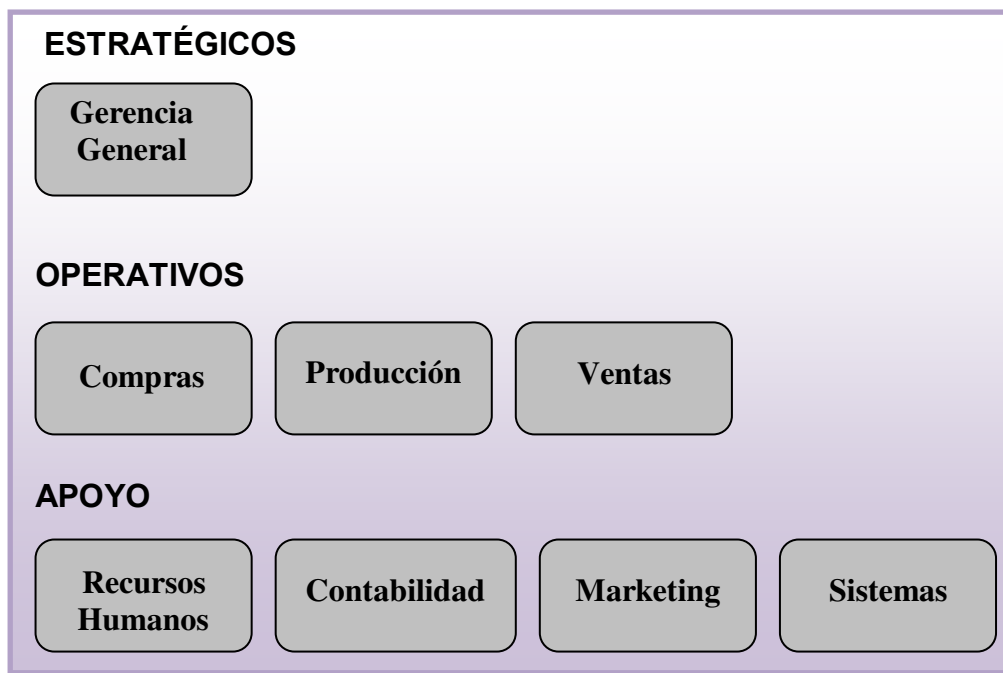 ESTRATÉGICOS
Gerencia
General
OPERATIVOS
Compras
Producción
Ventas
APOYO
Recursos
Humanos
Contabilidad
Marketing
Sistemas